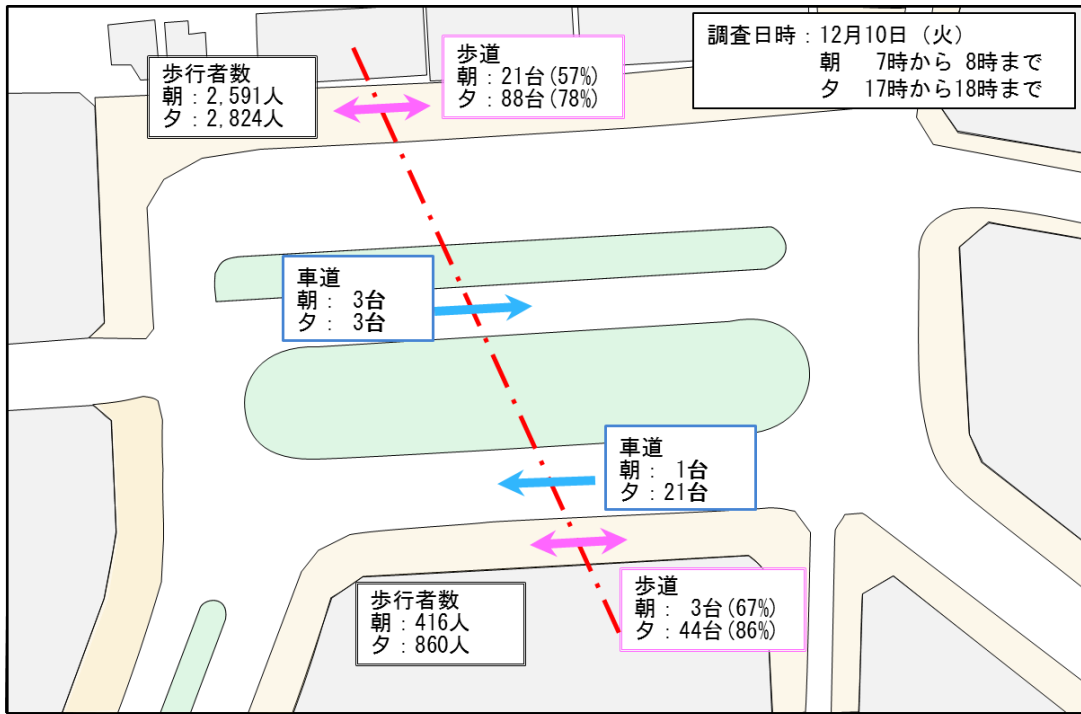 調査日時：12月10日（火）
朝　7時から 8時まで
夕　17時から18時まで
歩道
朝：21台(57%)
夕：88台(78%)
歩行者数
朝：2,591人
夕：2,824人
車道
朝：　3台
夕：　3台
車道
朝：　1台
夕：21台
歩道
朝：　3台(67%)
夕：44台(86%)
歩行者数
朝：416人
夕：860人